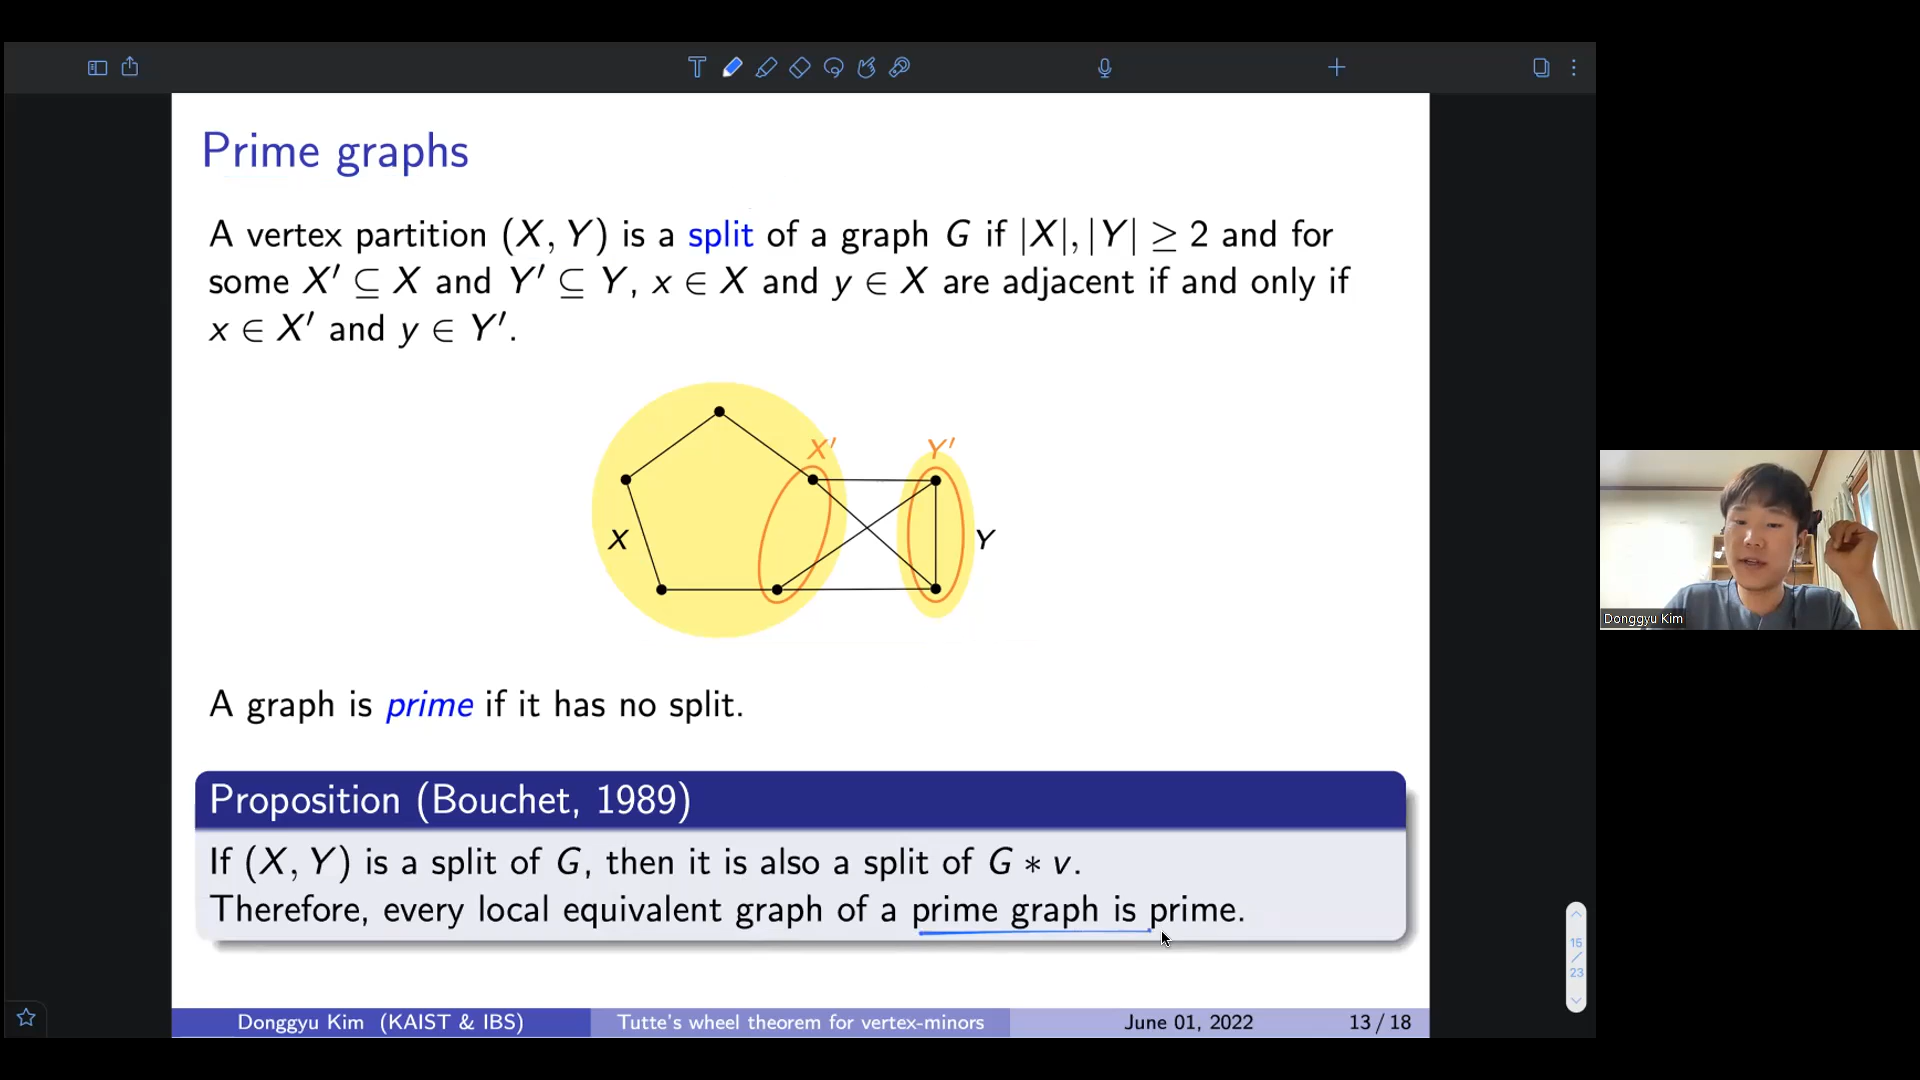 Prime graphs
A vertex partition (X, Y) is a split of a graph G if |X|, |Y| ≥ 2 and for
some X′ ⊆ X and Y′ ⊆ Y, x ∈ X and y ∈ X are adjacent if and only if
x ∈ X′ and y ∈ Y′.
X′ Y′
X Y
A graph is prime if it has no split.
Proposition (Bouchet, 1989)
If (X, Y) is a split of G, then it is also a split of G ∗ v.
Therefore, every local equivalent graph of a prime graph is prime.
Donggyu Kim (KAIST & IBS) Tutte's wheel theorem for vertex-minors June 01, 2022 13 / 18
15
/
23
Donggyu Kim